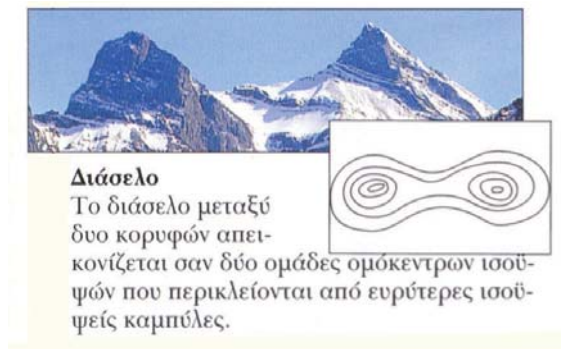 Διάσελο
Το διάσελο μεταξύ
δυο κορυφών απει-
κονίζεται σαν δύο ομάδες ομόκεντρων ισοϋ-
ψών που περικλείονται από ευρύτερες ισοϋ-
ψείς καμπύλες.